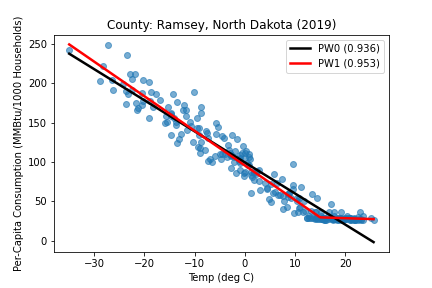 County: Ramsey, North Dakota (2019)
PW0 (0.936)
PW1 (0.953)
Per-Capita Consumption (MMBtu/1000 Households)
250
200
150
100
50
0
−30 −20 −10 0 10 20
Temp (deg C)